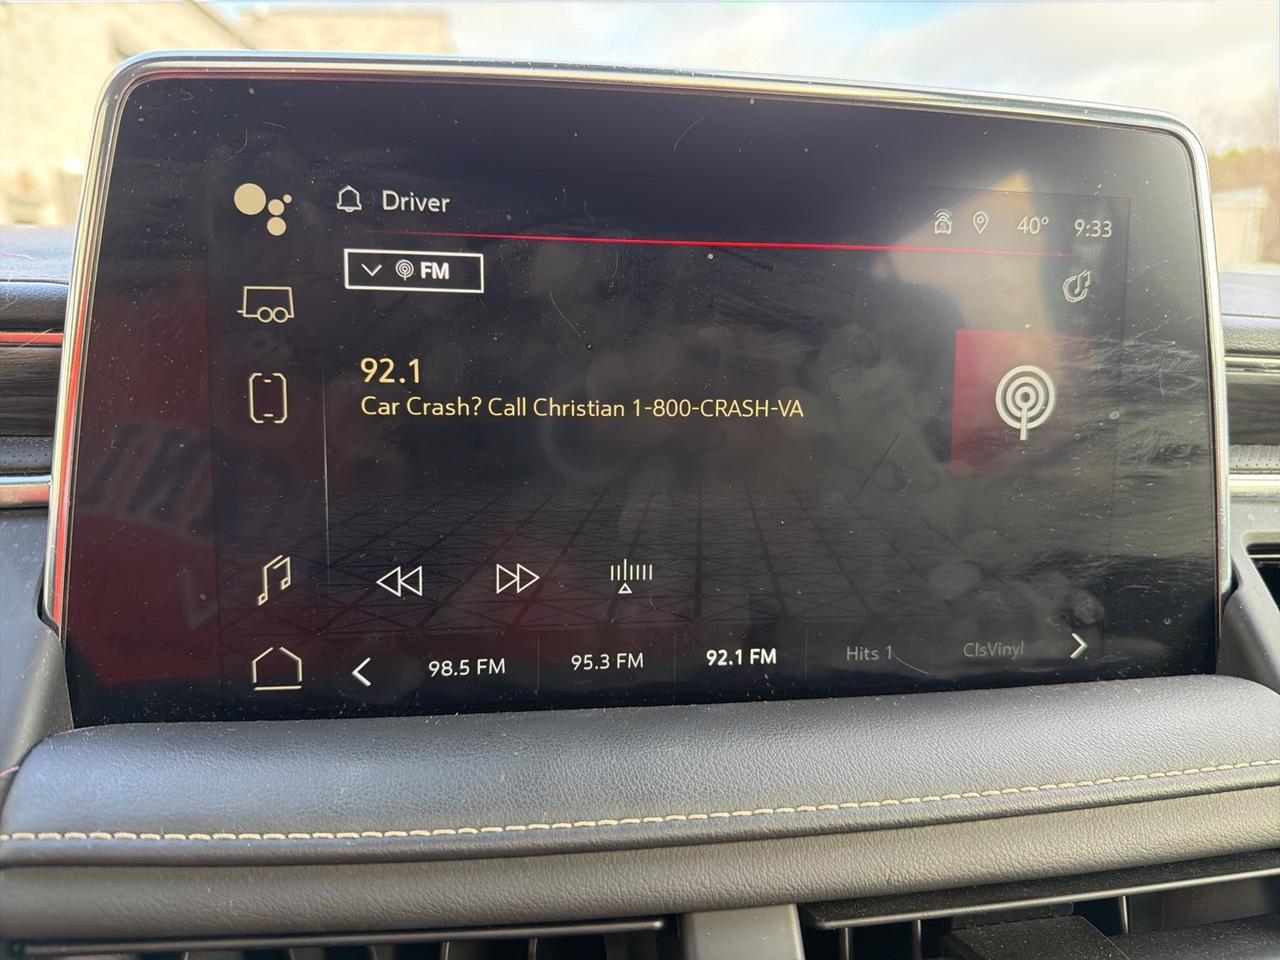 Driver
40° 9:33
FM
92.1
Car Crash? Call Christian 1-800-CRASH-VA
98.5 FM 95.3 FM 92.1 FM Hits 1 ClsVinyl